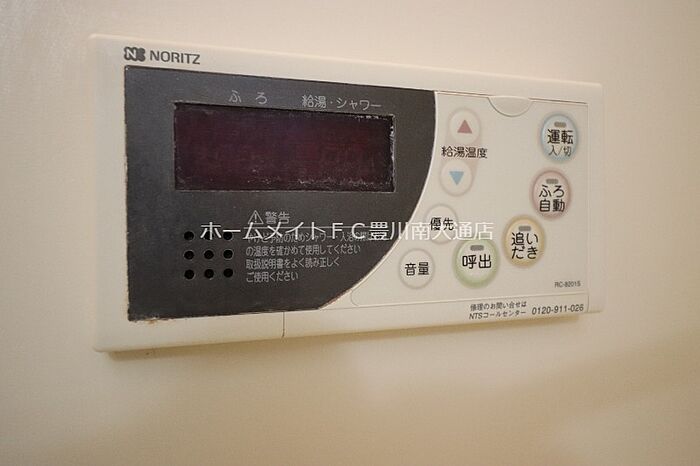 NORITZ
ふろ 給湯・シャワー
給湯温度
運転
入/切
ふろ
自動
優先
追い
だき
音量
呼出
⚠警告
ホームメイトFC豊川南大通店
の温度を確かめて使用してください
取扱説明書をよく読み正しく
ご使用ください
RC-8201S
修理のお問い合せは
NTSコールセンター 0120-911-026